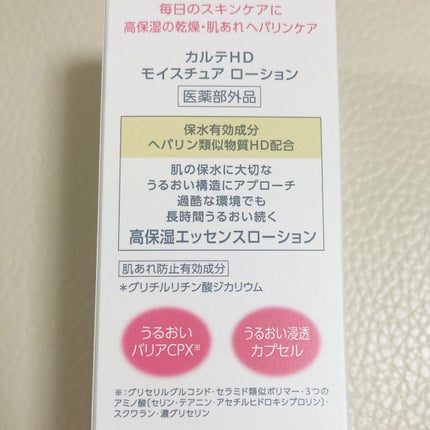 毎日のスキンケアに
高保湿の乾燥・肌あれヘパリンケア
カルテHD
モイスチュア ローション
医薬部外品
保水有効成分
ヘパリン類似物質HD配合
肌の保水に大切な
うるおい構造にアプローチ
過酷な環境でも
長時間うるおい続く
高保湿エッセンスローション
肌あれ防止有効成分
＊グリチルリチン酸ジカリウム
うるおい
バリアCPX※
うるおい浸透
カプセル
※：グリセリルグルコシド・セラミド類似ポリマー・3つの
アミノ酸（セリン・テアニン・アセチルヒドロキシプロリン）・
スクワラン・濃グリセリン